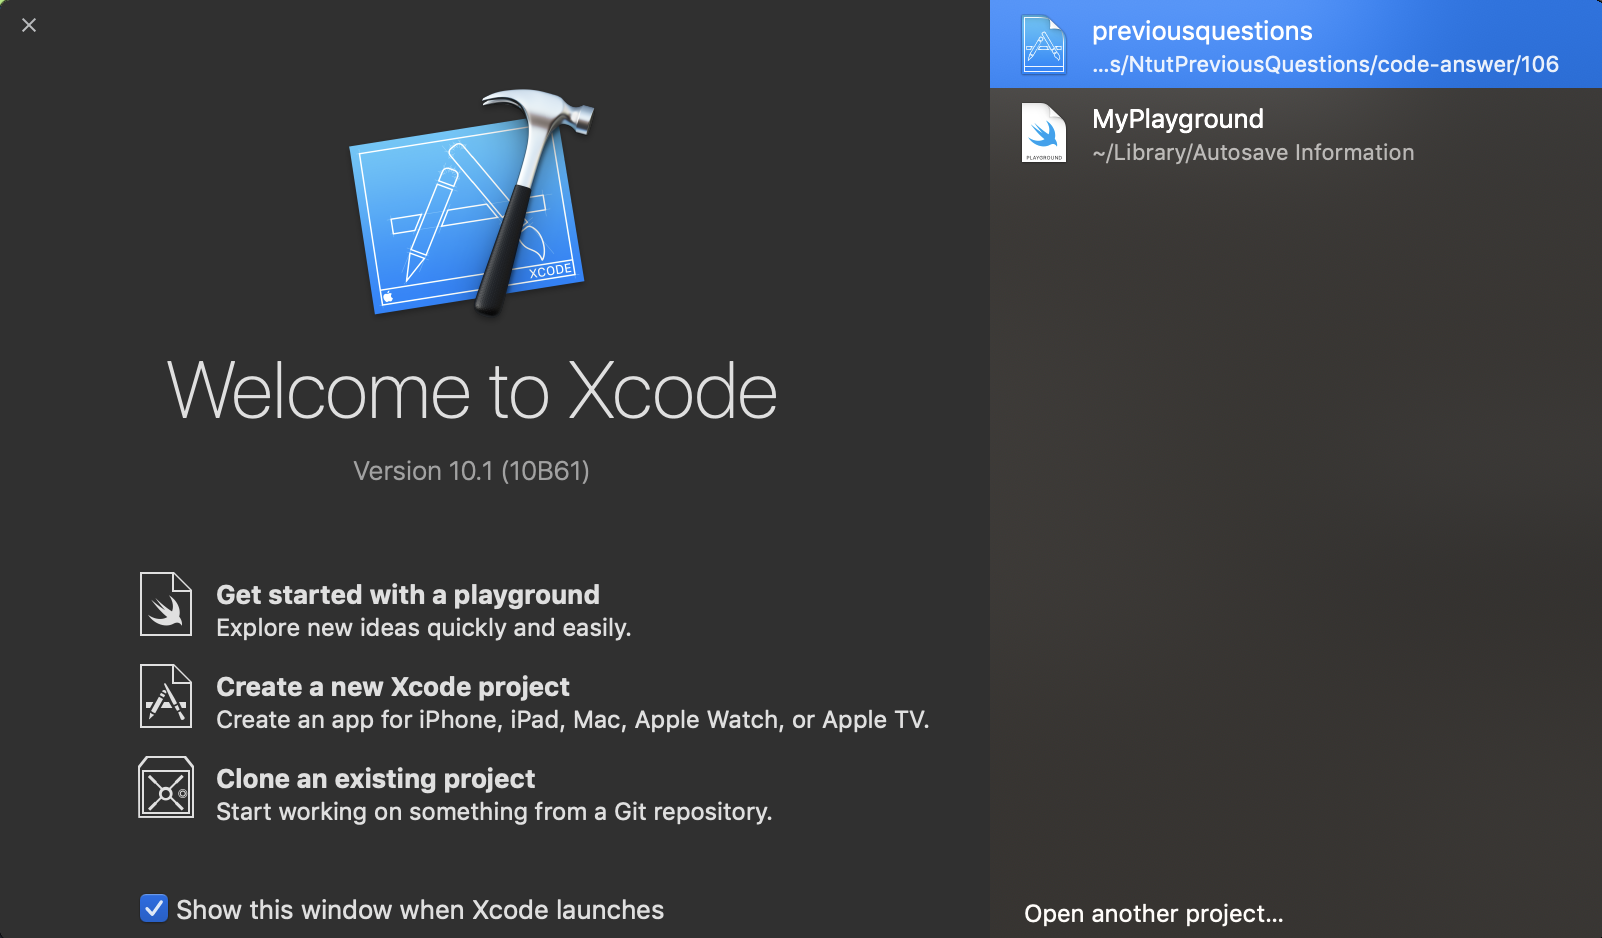 XCODE
Welcome to Xcode
Version 10.1 (10B61)
Get started with a playground
Explore new ideas quickly and easily.
Create a new Xcode project
Create an app for iPhone, iPad, Mac, Apple Watch, or Apple TV.
Clone an existing project
Start working on something from a Git repository.
Show this window when Xcode launches
previousquestions
...s/NtutPreviousQuestions/code-answer/106
PLAYGROUND
MyPlayground
~/Library/Autosave Information
Open another project...